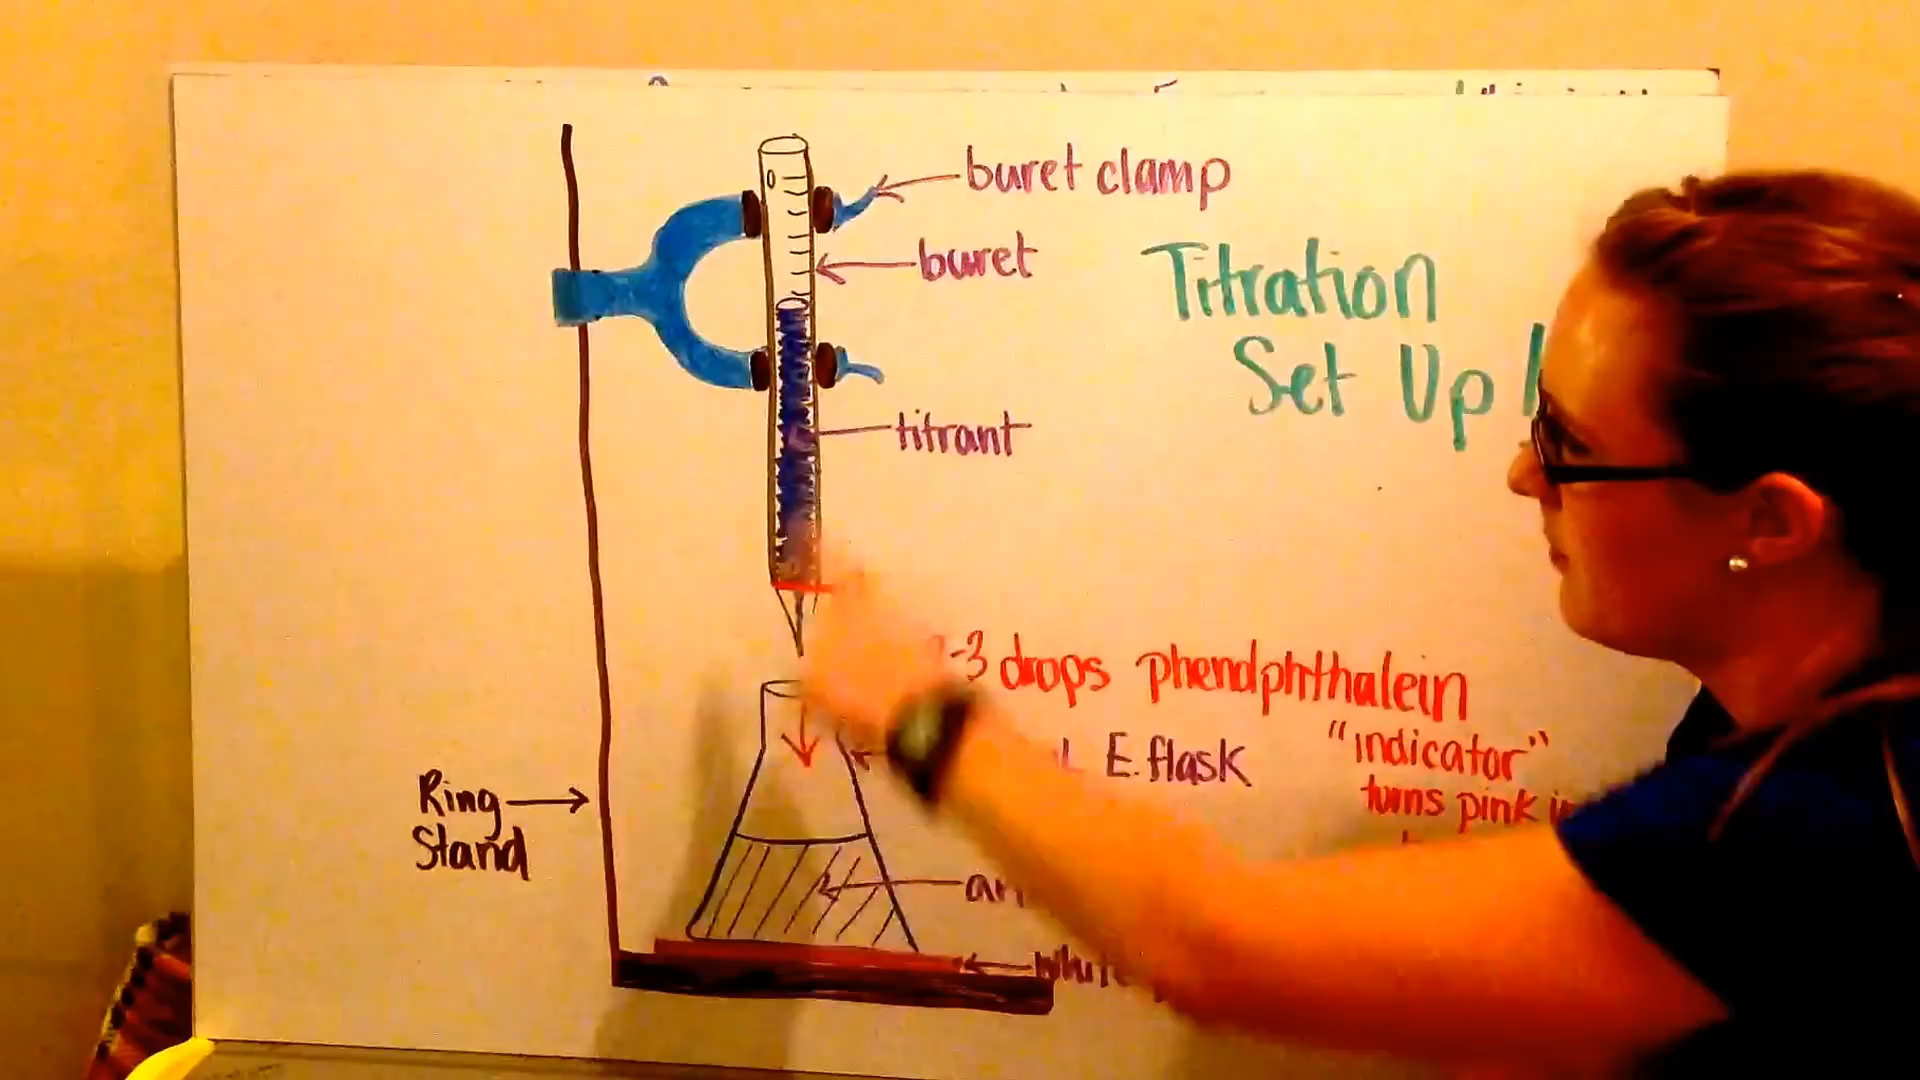 buret clamp
buret
Titration
Set Up
titrant
-3 drops phenolphthalein
E. flask
"indicator"
turns pink
Ring
Stand